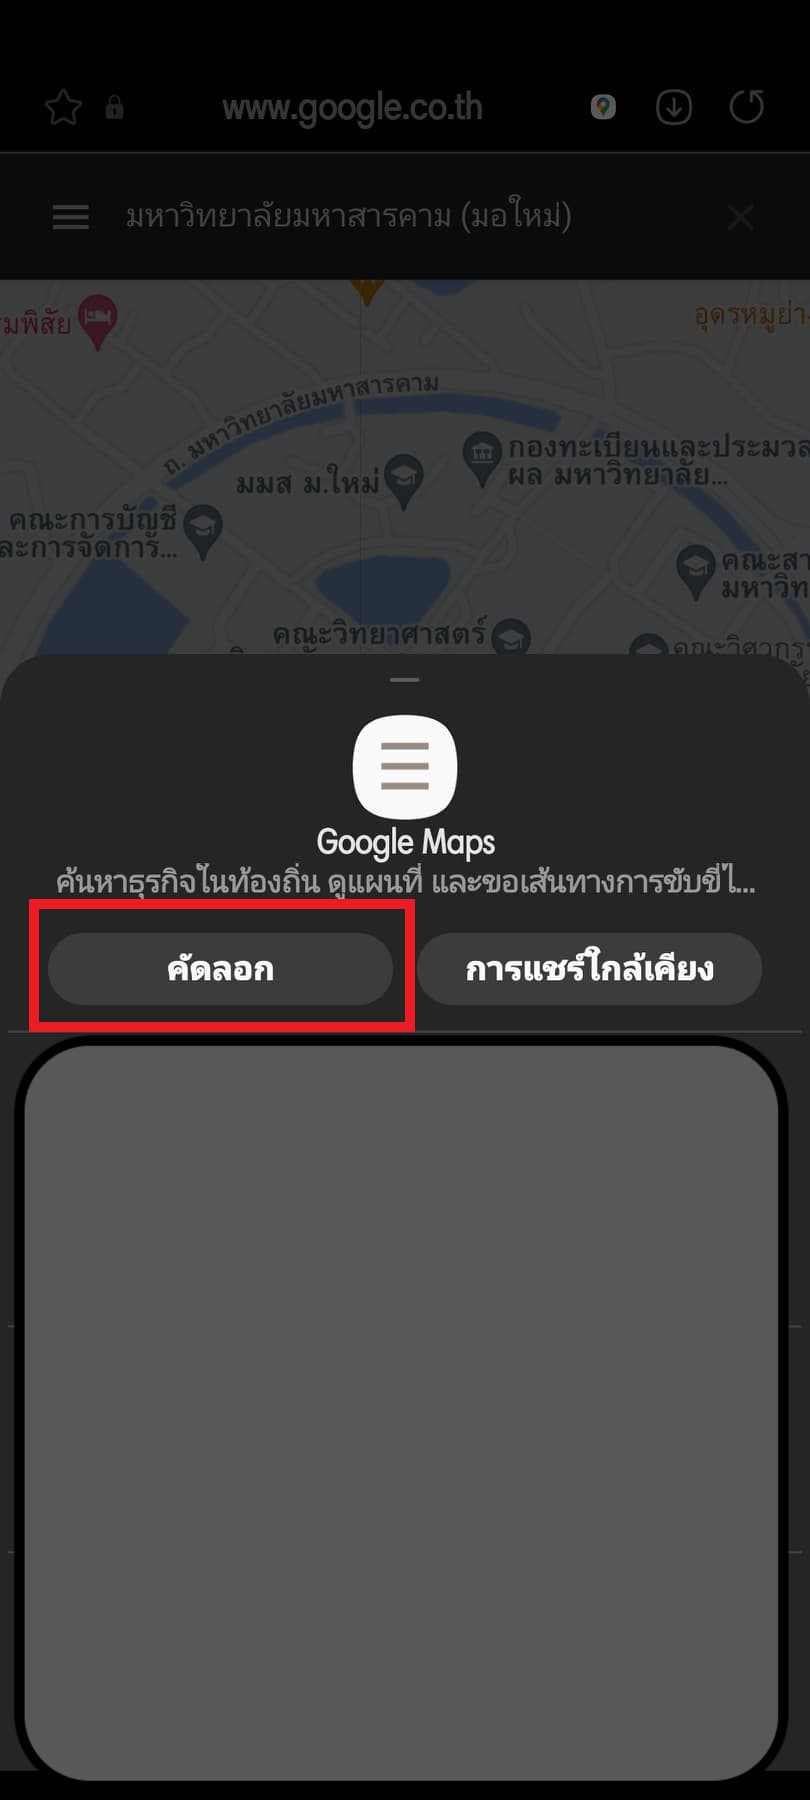 www.google.co.th
มหาวิทยาลัยมหาสารคาม (มอใหม่)
มพิสัย
อุดรหมูย่า
ถ. มหาวิทยาลัยมหาสารคาม
กองทะเบียนและประมวล
ผล มหาวิทยาลัย...
มมส ม.ใหม่
คณะการบัญชี
ละการจัดการ...
คณะสา
มหาวิท
คณะวิทยาศาสตร์
คณะวิศวกร
Google Maps
ค้นหาธุรกิจในท้องถิ่น ดูแผนที่ และขอเส้นทางการขับขี่ไ...
คัดลอก
การแชร์ใกล้เคียง